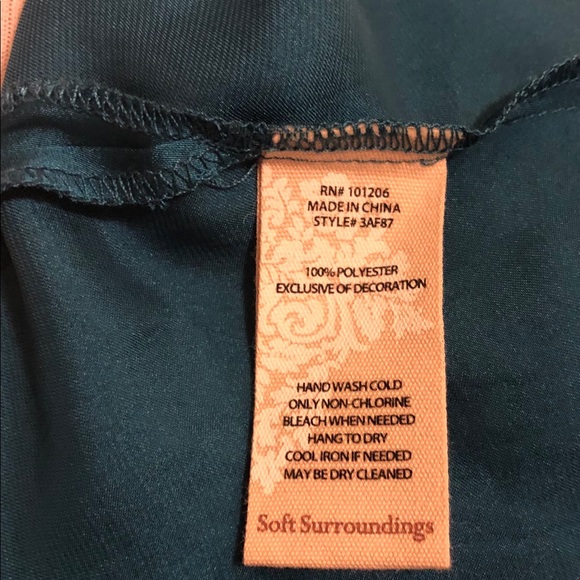 RN# 101206
MADE IN CHINA
STYLE# 3AF87
100% POLYESTER
EXCLUSIVE OF DECORATION
HAND WASH COLD
ONLY NON-CHLORINE
BLEACH WHEN NEEDED
HANG TO DRY
COOL IRON IF NEEDED
MAY BE DRY CLEANED
Soft Surroundings